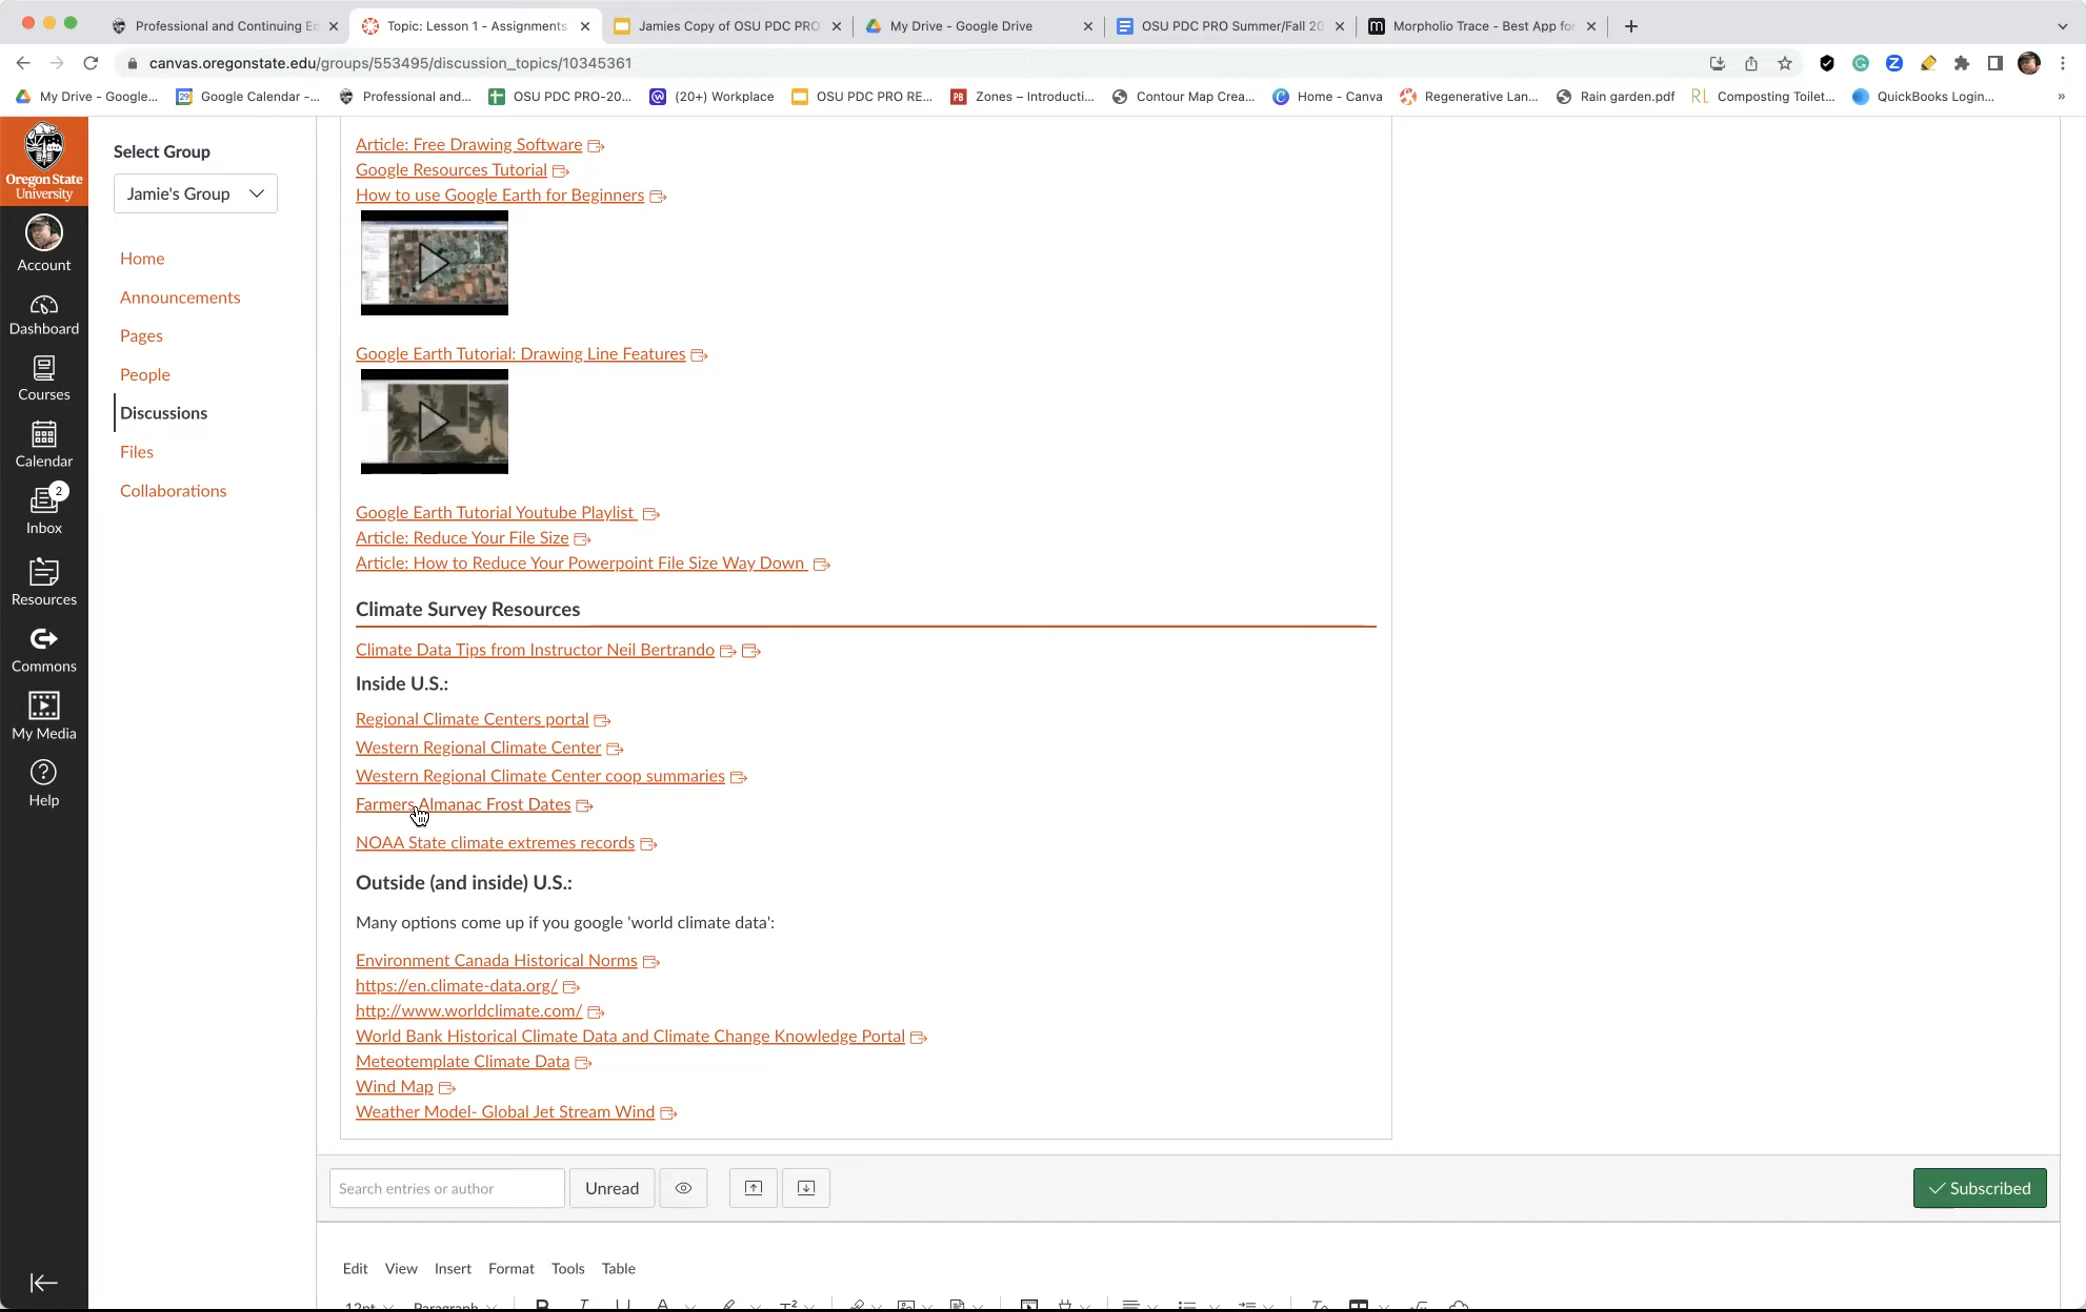 Professional and Continuing Ed
Topic: Lesson 1 - Assignments
Jamies Copy of OSU PDC PRO
My Drive - Google Drive
OSU PDC PRO Summer/Fall 20
Morpholio Trace - Best App for
canvas.oregonstate.edu/groups/553495/discussion_topics/10345361
My Drive - Google...
Google Calendar -...
Professional and...
OSU PDC PRO-20...
(20+) Workplace
OSU PDC PRO RE...
Zones – Introducti...
Contour Map Crea...
Home - Canva
Regenerative Lan...
Rain garden.pdf
Composting Toilet...
QuickBooks Login...
»
Oregon State
University
Account
Dashboard
Courses
Calendar
2
Inbox
Resources
Commons
My Media
Help
Select Group
Jamie's Group
Home
Announcements
Pages
People
Discussions
Files
Collaborations
Article: Free Drawing Software
Google Resources Tutorial
How to use Google Earth for Beginners
Google Earth Tutorial: Drawing Line Features
Google Earth Tutorial Youtube Playlist
Article: Reduce Your File Size
Article: How to Reduce Your Powerpoint File Size Way Down
Climate Survey Resources
Climate Data Tips from Instructor Neil Bertrando
Inside U.S.:
Regional Climate Centers portal
Western Regional Climate Center
Western Regional Climate Center coop summaries
Farmers Almanac Frost Dates
NOAA State climate extremes records
Outside (and inside) U.S.:
Many options come up if you google 'world climate data':
Environment Canada Historical Norms
https://en.climate-data.org/
http://www.worldclimate.com/
World Bank Historical Climate Data and Climate Change Knowledge Portal
Meteotemplate Climate Data
Wind Map
Weather Model- Global Jet Stream Wind
Search entries or author
Unread
Subscribed
Edit View Insert Format Tools Table
12pt Paragraph B I U A T²